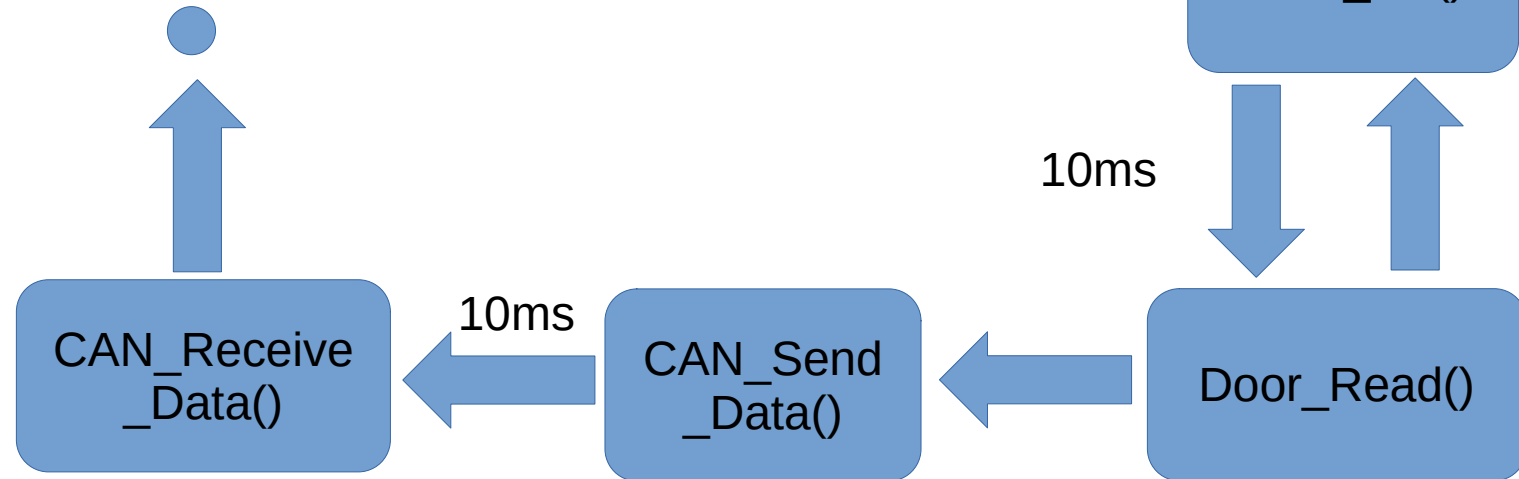 10ms
10ms
CAN_Receive
_Data()
CAN_Send
_Data()
Door_Read()